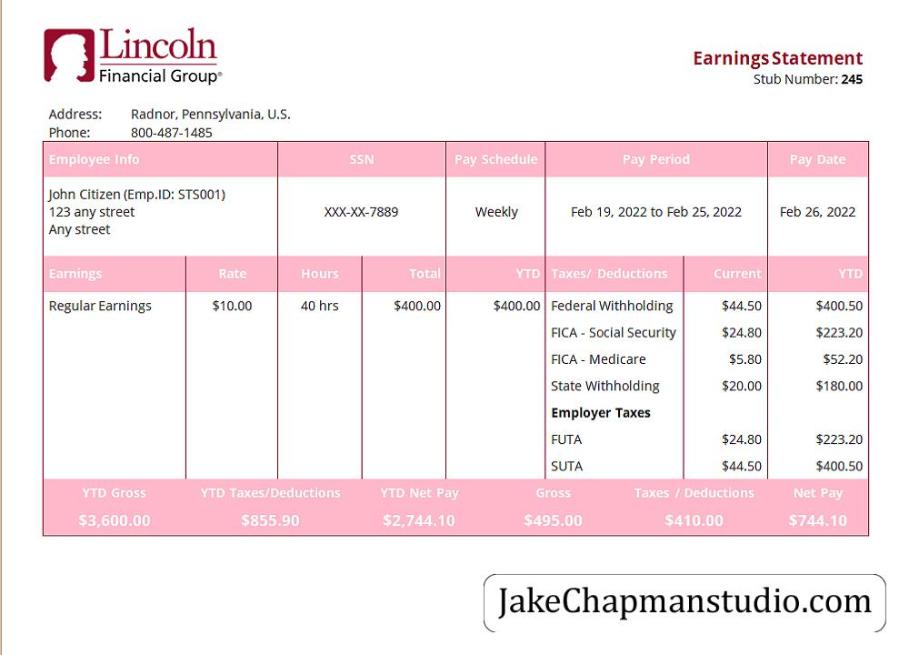 Lincoln
Financial Group®
Earnings Statement
Stub Number: 245
Address: Radnor, Pennsylvania, U.S.
Phone: 800-487-1485
Employee Info SSN Pay Schedule Pay Period Pay Date
John Citizen (Emp.ID: STS001)
123 any street XXX-XX-7889 Weekly Feb 19, 2022 to Feb 25, 2022 Feb 26, 2022
Any street
Earnings Rate Hours Total YTD Taxes/ Deductions Current YTD
Regular Earnings $10.00 40 hrs $400.00 $400.00 Federal Withholding $44.50 $400.50
FICA - Social Security $24.80 $223.20
FICA - Medicare $5.80 $52.20
State Withholding $20.00 $180.00
Employer Taxes
FUTA $24.80 $223.20
SUTA $44.50 $400.50
YTD Gross YTD Taxes/Deductions YTD Net Pay Gross Taxes / Deductions Net Pay
$3,600.00 $855.90 $2,744.10 $495.00 $410.00 $744.10
JakeChapmanstudio.com